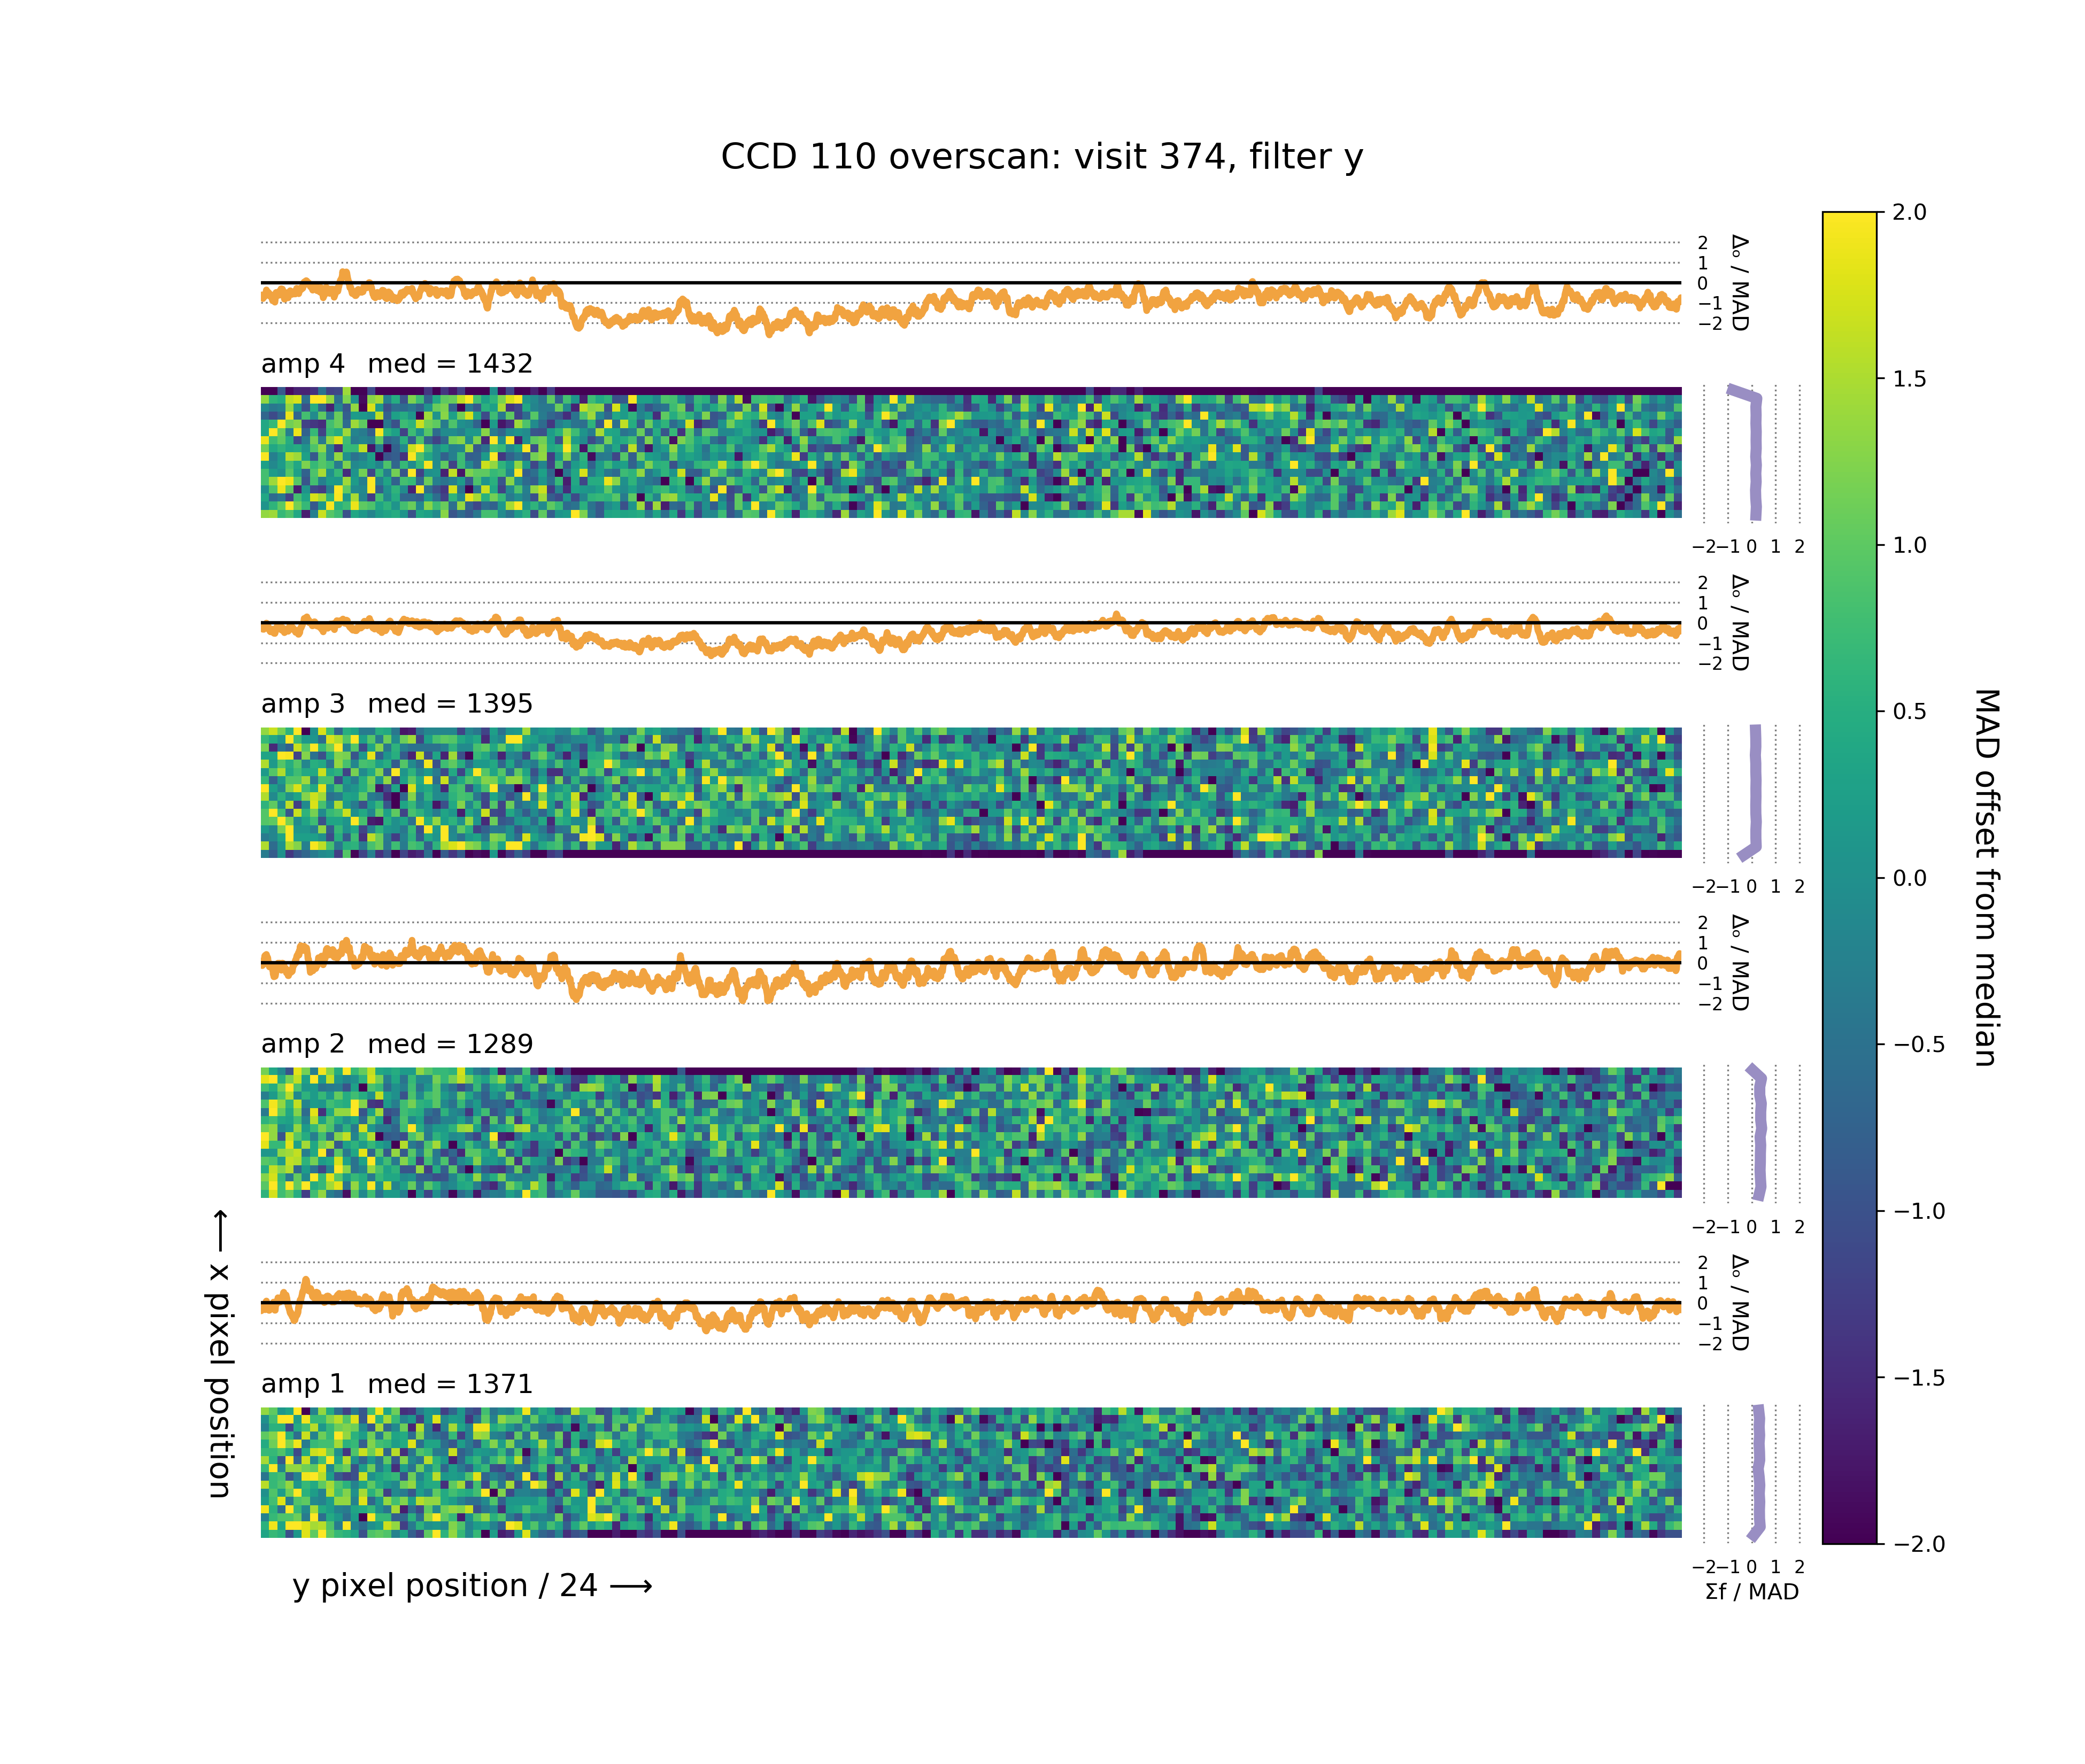 CCD 110 overscan: visit 374, filter y
2
1
0
−1
−2
Δₒ / MAD
amp 4 med = 1432
−2 −1 0 1 2
2
1
0
−1
−2
Δₒ / MAD
amp 3 med = 1395
−2 −1 0 1 2
2
1
0
−1
−2
Δₒ / MAD
amp 2 med = 1289
−2 −1 0 1 2
2
1
0
−1
−2
Δₒ / MAD
amp 1 med = 1371
−2 −1 0 1 2
Σf / MAD
y pixel position / 24 ⟶
⟵ x pixel position
2.0
1.5
1.0
0.5
0.0
−0.5
−1.0
−1.5
−2.0
MAD offset from median